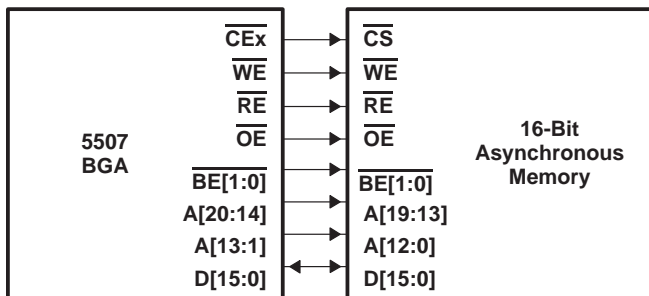 5507
BGA
CEx
WE
RE
OE
BE[1:0]
A[20:14]
A[13:1]
D[15:0]
CS
WE
RE
OE
BE[1:0]
A[19:13]
A[12:0]
D[15:0]
16-Bit
Asynchronous
Memory